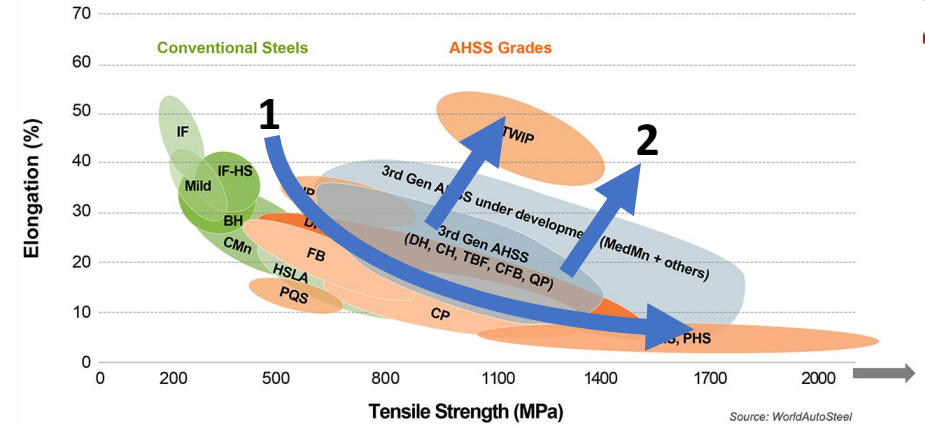 70
Conventional Steels
AHSS Grades
60
50
40
30
20
10
0
Elongation (%)
1
2
IF
IF-HS
Mild
BH
CMn
HSLA
PQS
FB
CP
TWIP
3rd Gen AHSS under development (MedMn + others)
3rd Gen AHSS
(DH, CH, TBF, CFB, QP)
PHS
0
200
500
800
1100
1400
1700
2000
Tensile Strength (MPa)
Source: WorldAutoSteel